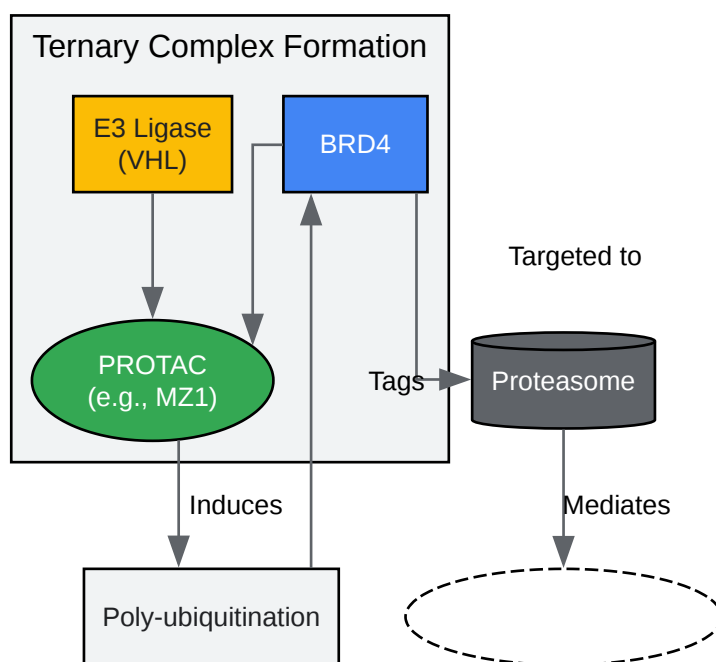 Ternary Complex Formation
E3 Ligase
(VHL)
BRD4
Targeted to
PROTAC
(e.g., MZ1)
Tags
Proteasome
Induces
Mediates
Poly-ubiquitination